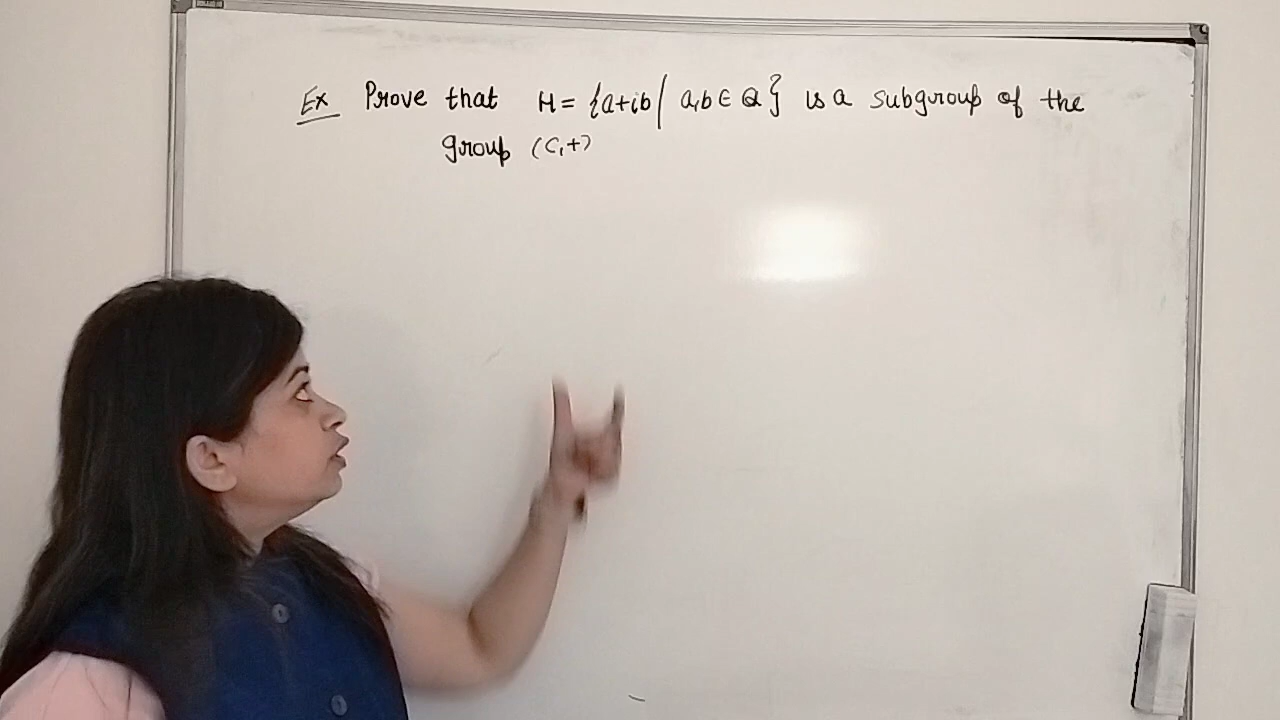 Ex Prove that H = {a+ib | a,b ∈ Q} is a subgroup of the
group (C,+)